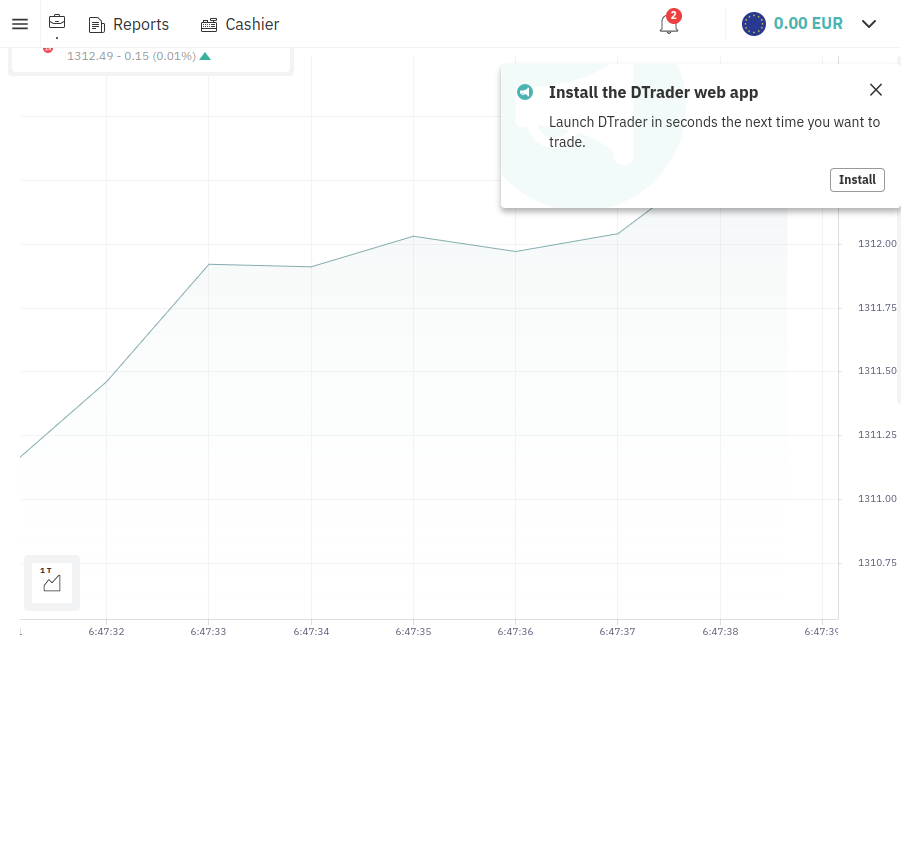 Reports
Cashier
2
0.00 EUR
1312.49 - 0.15 (0.01%)
Install the DTrader web app
Launch DTrader in seconds the next time you want to
trade.
Install
1312.00
1311.75
1311.50
1311.25
1311.00
1310.75
1T
6:47:32
6:47:33
6:47:34
6:47:35
6:47:36
6:47:37
6:47:38
6:47:39